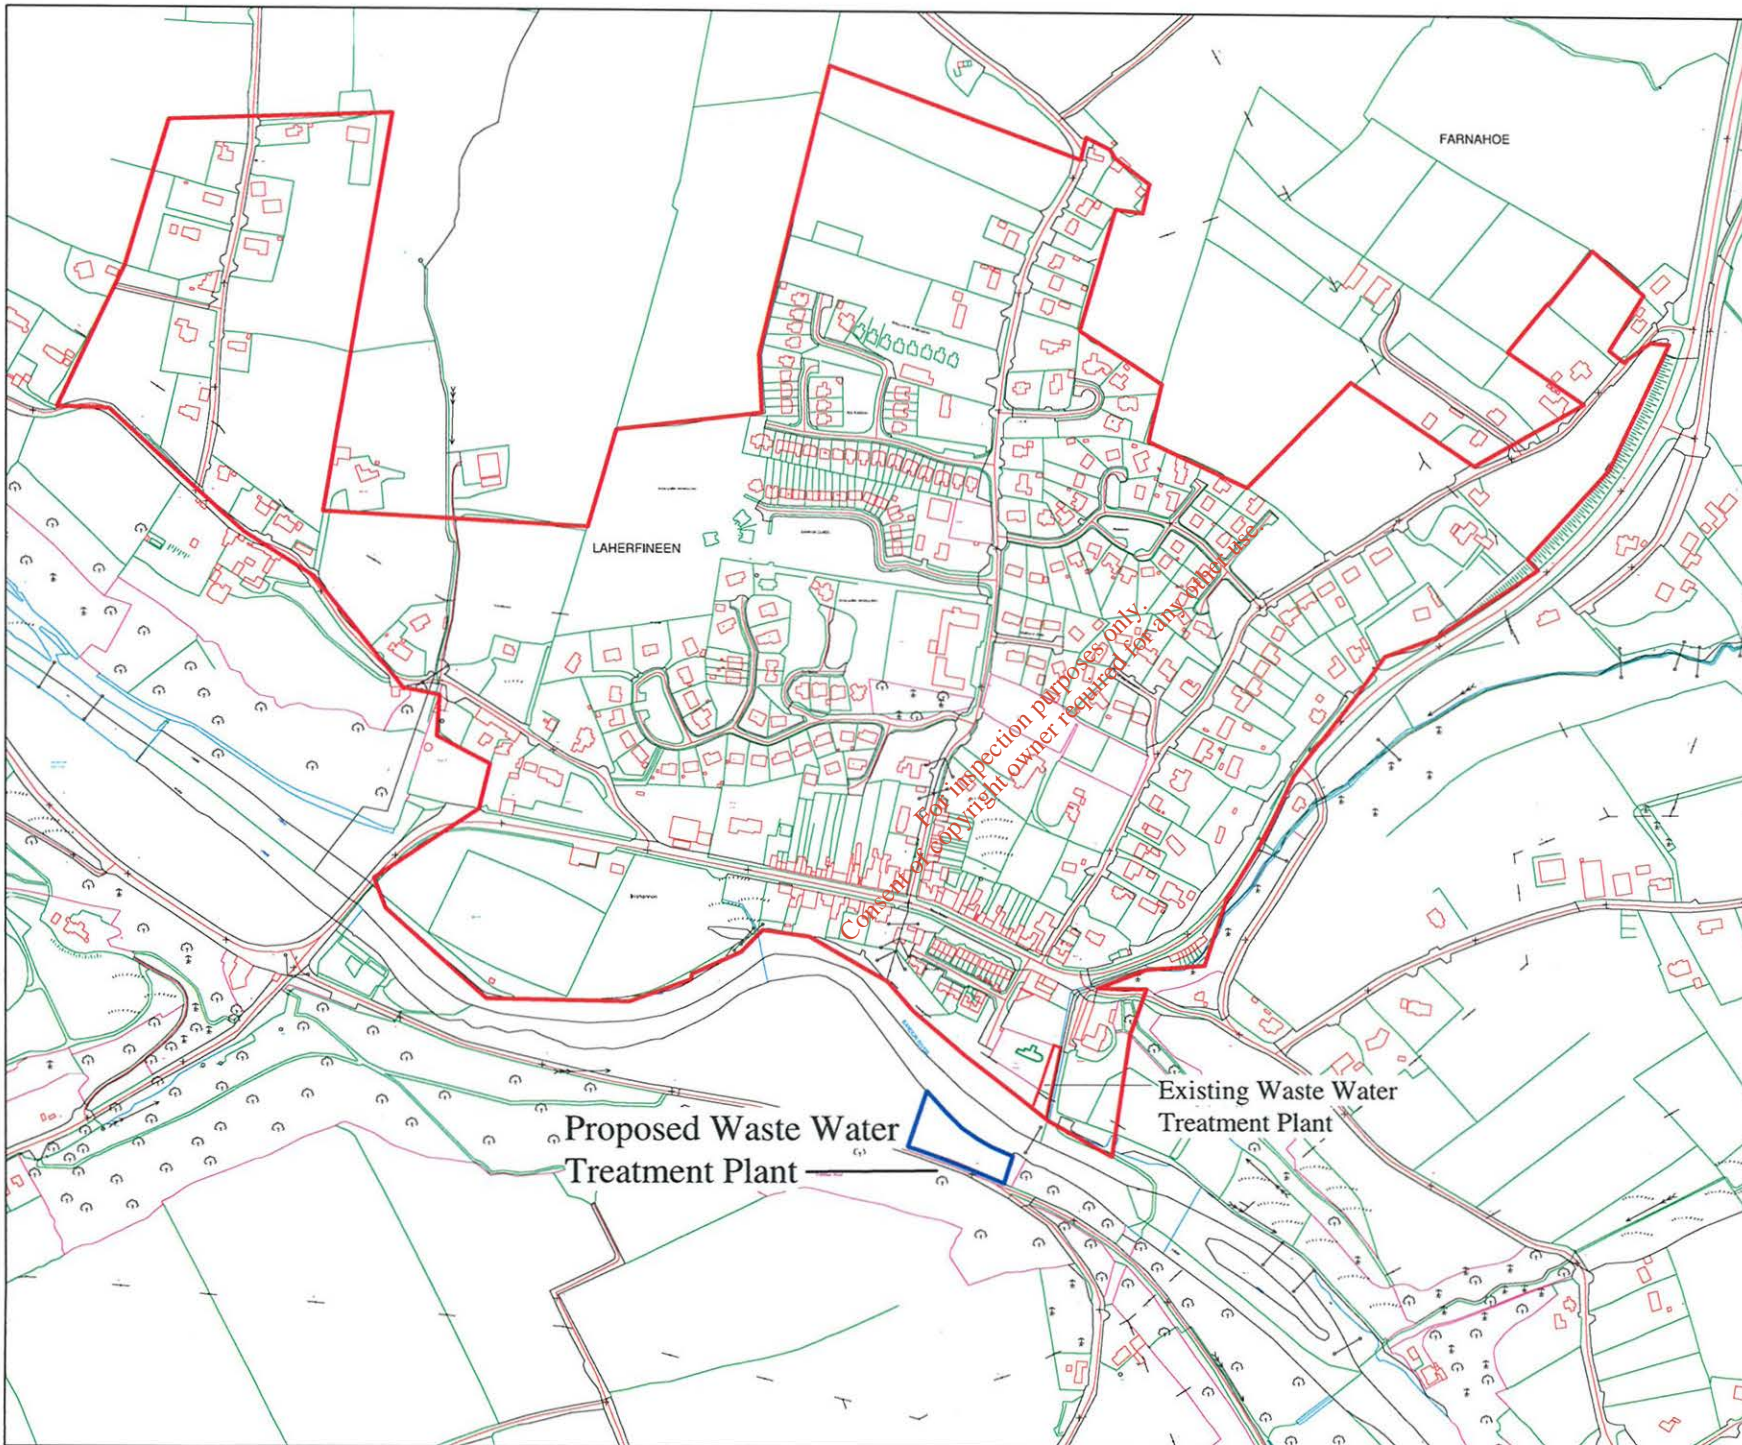 FARNAHOE
LAHERFINEEN
For inspection purposes only.
Consent of copyright owner required for any other use.
Existing Waste Water
Treatment Plant
Proposed Waste Water
Treatment Plant